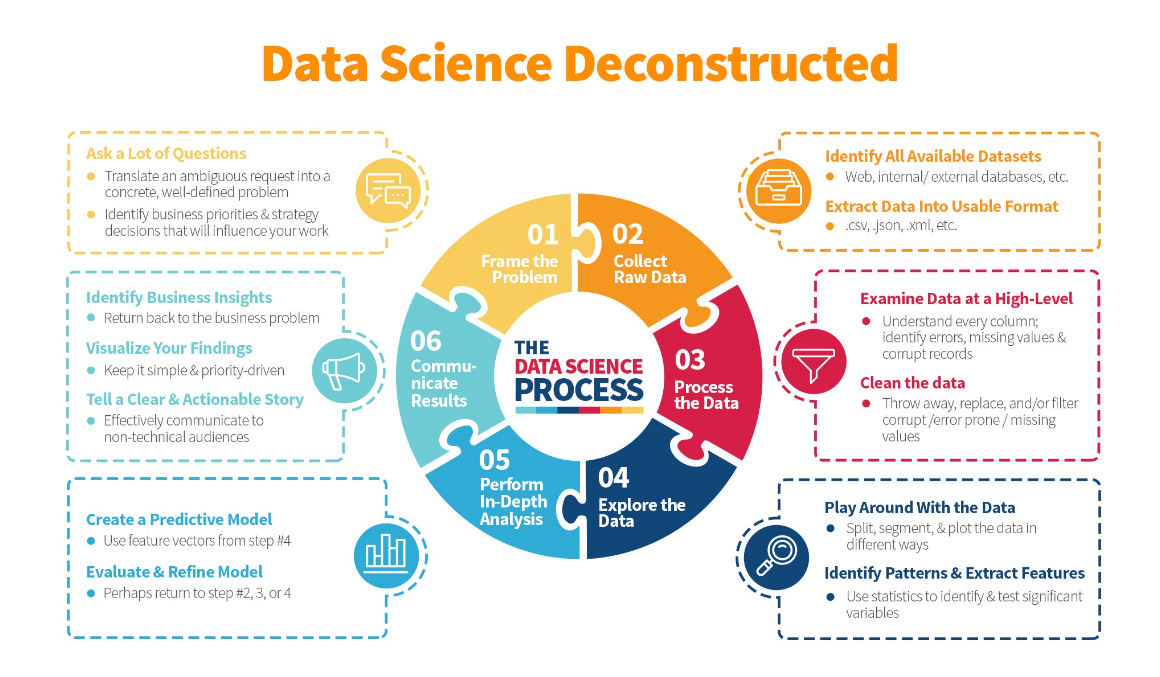 Data Science Deconstructed
Ask a Lot of Questions
Translate an ambiguous request into a
concrete, well-defined problem
Identify business priorities & strategy
decisions that will influence your work
Identify Business Insights
Return back to the business problem
Visualize Your Findings
Keep it simple & priority-driven
Tell a Clear & Actionable Story
Effectively communicate to
non-technical audiences
Create a Predictive Model
Use feature vectors from step #4
Evaluate & Refine Model
Perhaps return to step #2, 3, or 4
01
Frame the
Problem
02
Collect
Raw Data
03
Process
the Data
04
Explore the
Data
05
Perform
In-Depth
Analysis
06
Commu-
nicate
Results
THE
DATA SCIENCE
PROCESS
Identify All Available Datasets
Web, internal/ external databases, etc.
Extract Data Into Usable Format
.csv, .json, .xml, etc.
Examine Data at a High-Level
Understand every column;
identify errors, missing values &
corrupt records
Clean the data
Throw away, replace, and/or filter
corrupt /error prone / missing
values
Play Around With the Data
Split, segment, & plot the data in
different ways
Identify Patterns & Extract Features
Use statistics to identify & test significant
variables